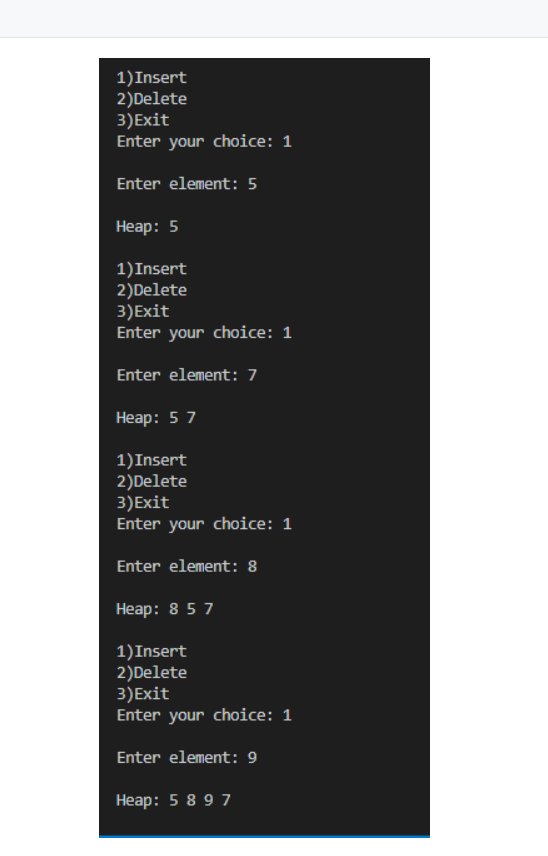 1)Insert
2)Delete
3)Exit
Enter your choice: 1
Enter element: 5
Heap: 5
1)Insert
2)Delete
3)Exit
Enter your choice: 1
Enter element: 7
Heap: 5 7
1)Insert
2)Delete
3)Exit
Enter your choice: 1
Enter element: 8
Heap: 8 5 7
1)Insert
2)Delete
3)Exit
Enter your choice: 1
Enter element: 9
Heap: 5 8 9 7